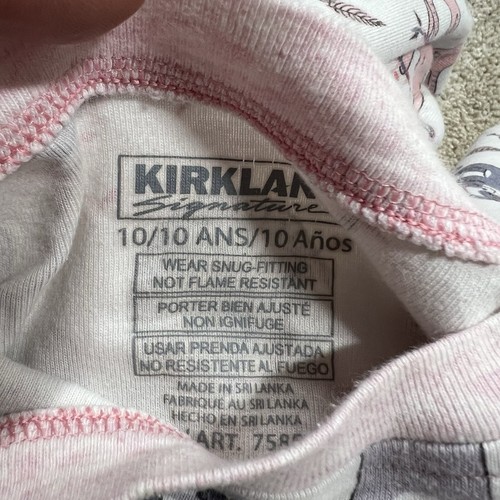 KIRKLAN
Signature
10/10 ANS/10 Años
WEAR SNUG-FITTING
NOT FLAME RESISTANT
PORTER BIEN AJUSTÉ
NON IGNIFUGE
USAR PRENDA AJUSTADA
NO RESISTENTE AL FUEGO
MADE IN SRI LANKA
FABRIQUÉ AU SRI LANKA
HECHO EN SRI LANKA
ART. 758